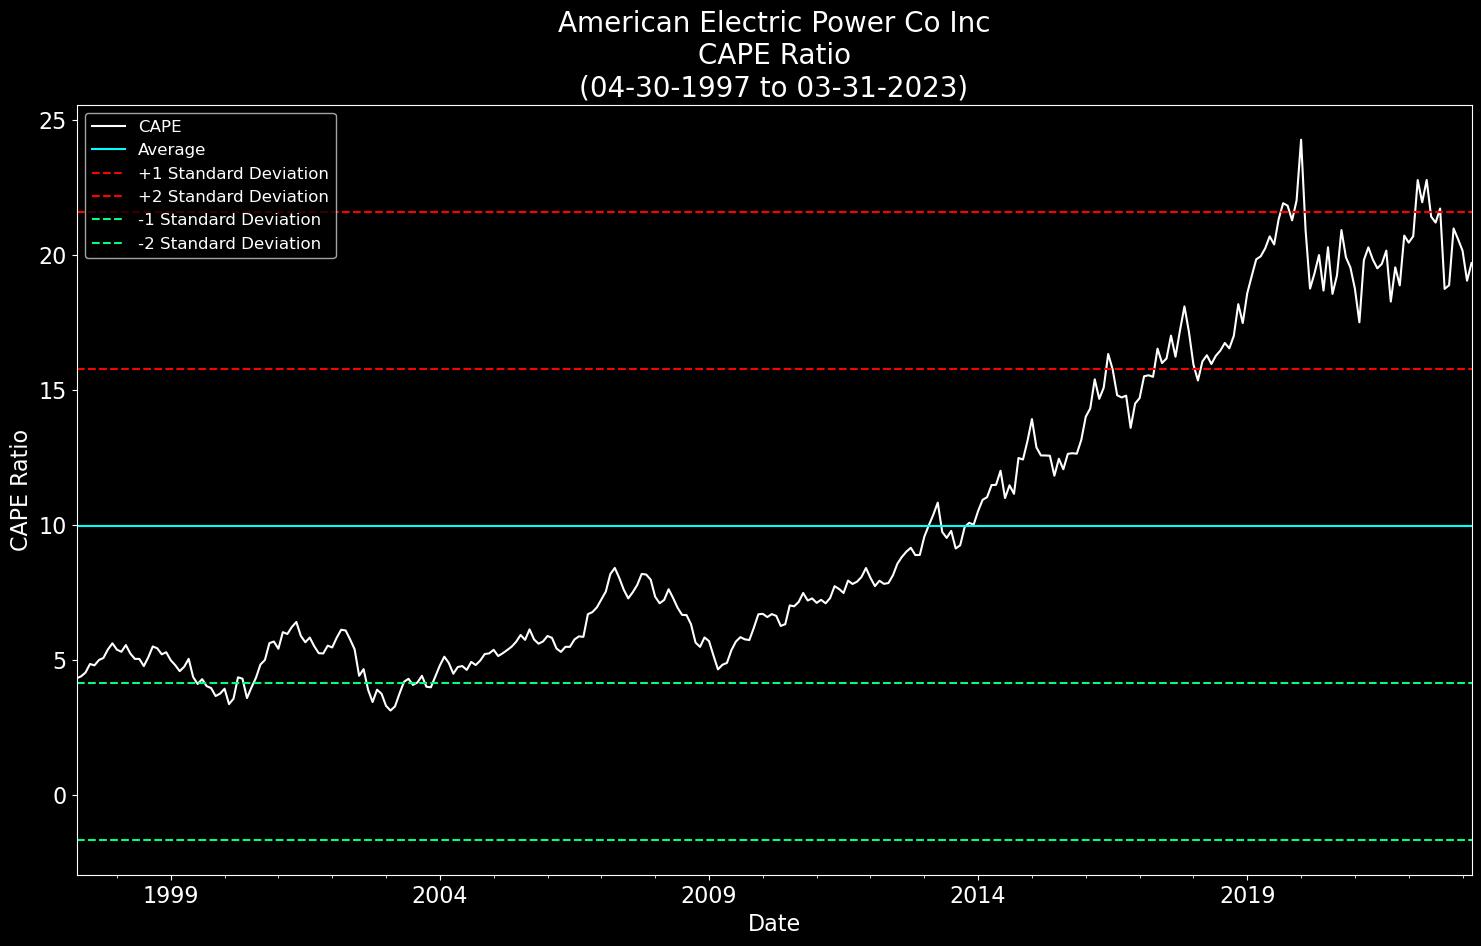 American Electric Power Co Inc
CAPE Ratio
(04-30-1997 to 03-31-2023)
CAPE
Average
+1 Standard Deviation
+2 Standard Deviation
-1 Standard Deviation
-2 Standard Deviation
CAPE Ratio
25
20
15
10
5
0
1999 2004 2009 2014 2019
Date